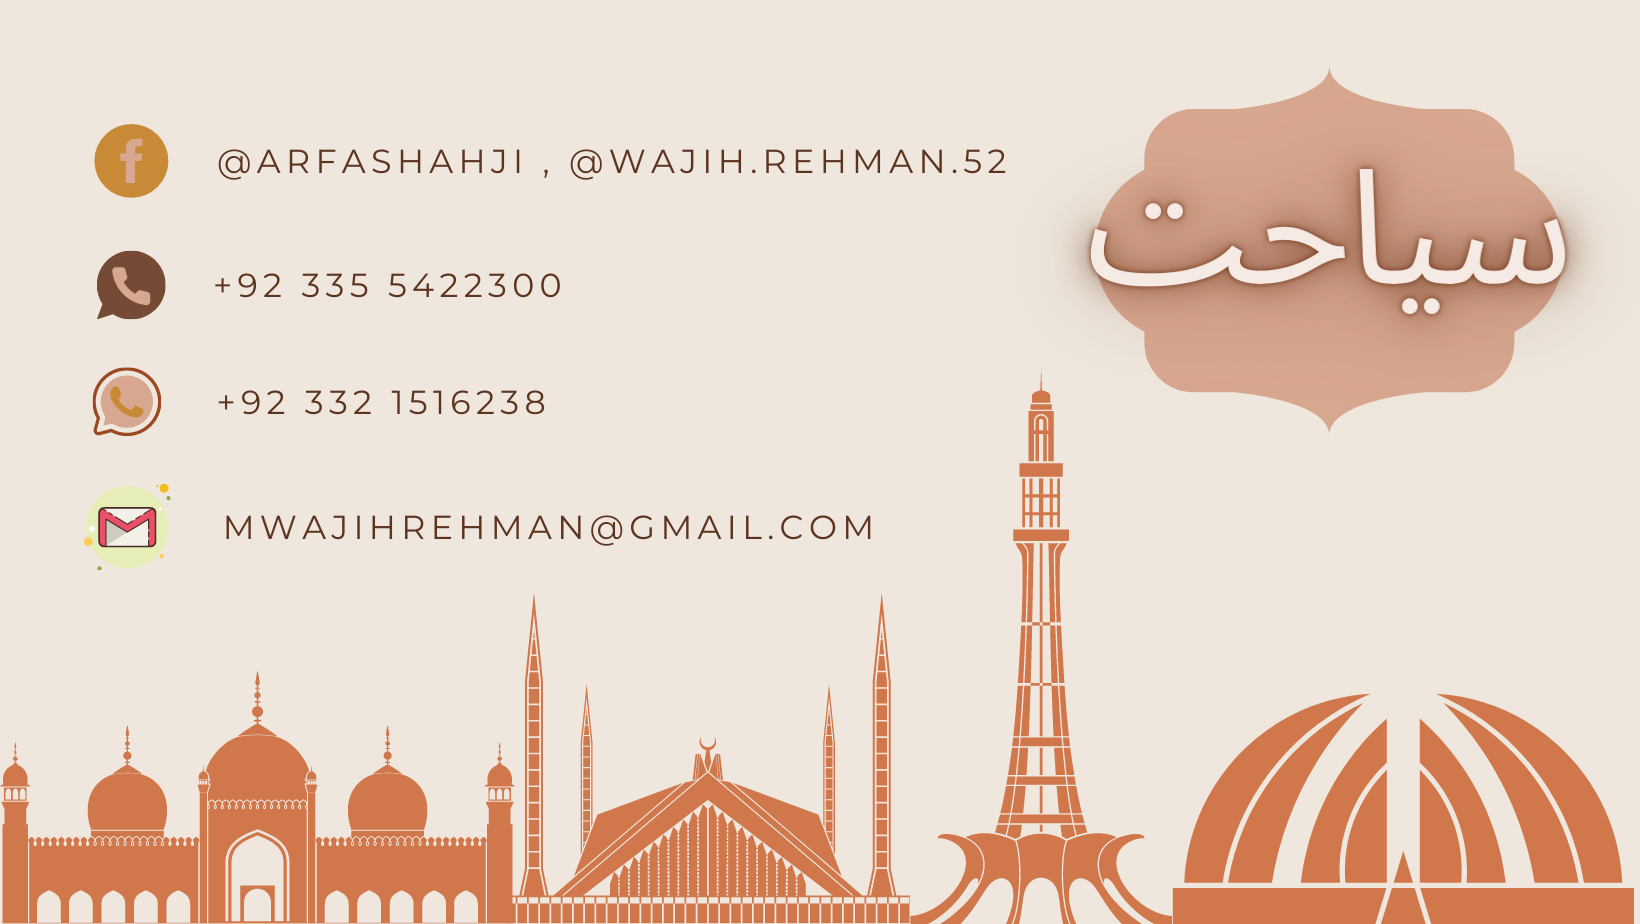 @ARFASHAHJI , @WAJIH.REHMAN.52
+92 335 5422300
+92 332 1516238
MWAJIHREHMAN@GMAIL.COM
سیاحت